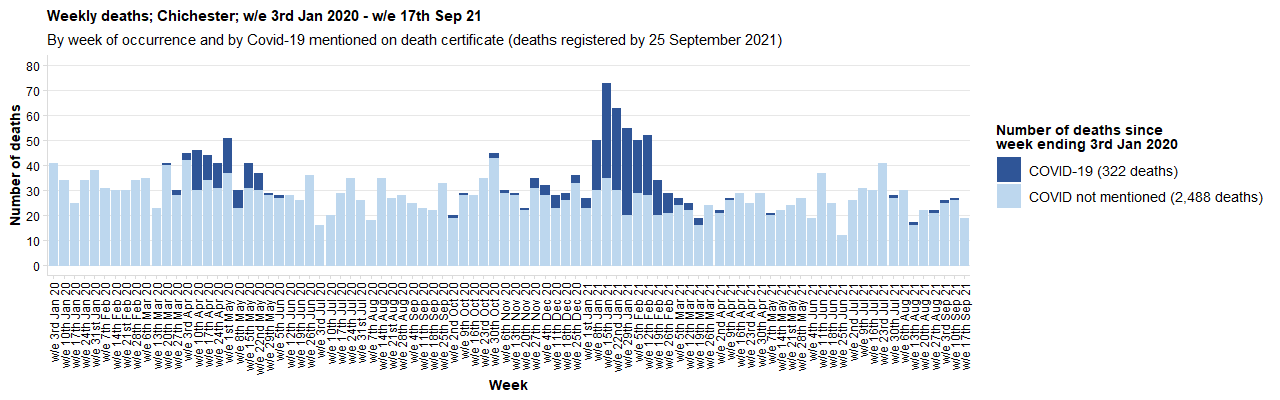 Weekly deaths; Chichester; w/e 3rd Jan 2020 - w/e 17th Sep 21
By week of occurrence and by Covid-19 mentioned on death certificate (deaths registered by 25 September 2021)
Number of deaths
80
70
60
50
40
30
20
10
0
w/e 3rd Jan 20
w/e 10th Jan 20
w/e 17th Jan 20
w/e 24th Jan 20
w/e 31st Jan 20
w/e 7th Feb 20
w/e 14th Feb 20
w/e 21st Feb 20
w/e 28th Feb 20
w/e 6th Mar 20
w/e 13th Mar 20
w/e 20th Mar 20
w/e 27th Mar 20
w/e 3rd Apr 20
w/e 10th Apr 20
w/e 17th Apr 20
w/e 24th Apr 20
w/e 1st May 20
w/e 8th May 20
w/e 15th May 20
w/e 22nd May 20
w/e 29th May 20
w/e 5th Jun 20
w/e 12th Jun 20
w/e 19th Jun 20
w/e 26th Jun 20
w/e 3rd Jul 20
w/e 10th Jul 20
w/e 17th Jul 20
w/e 24th Jul 20
w/e 31st Jul 20
w/e 7th Aug 20
w/e 14th Aug 20
w/e 21st Aug 20
w/e 28th Aug 20
w/e 4th Sep 20
w/e 11th Sep 20
w/e 18th Sep 20
w/e 25th Sep 20
w/e 2nd Oct 20
w/e 9th Oct 20
w/e 16th Oct 20
w/e 23rd Oct 20
w/e 30th Oct 20
w/e 6th Nov 20
w/e 13th Nov 20
w/e 20th Nov 20
w/e 27th Nov 20
w/e 4th Dec 20
w/e 11th Dec 20
w/e 18th Dec 20
w/e 25th Dec 20
w/e 1st Jan 21
w/e 8th Jan 21
w/e 15th Jan 21
w/e 22nd Jan 21
w/e 29th Jan 21
w/e 5th Feb 21
w/e 12th Feb 21
w/e 19th Feb 21
w/e 26th Feb 21
w/e 5th Mar 21
w/e 12th Mar 21
w/e 19th Mar 21
w/e 26th Mar 21
w/e 2nd Apr 21
w/e 9th Apr 21
w/e 16th Apr 21
w/e 23rd Apr 21
w/e 30th Apr 21
w/e 7th May 21
w/e 14th May 21
w/e 21st May 21
w/e 28th May 21
w/e 4th Jun 21
w/e 11th Jun 21
w/e 18th Jun 21
w/e 25th Jun 21
w/e 2nd Jul 21
w/e 9th Jul 21
w/e 16th Jul 21
w/e 23rd Jul 21
w/e 30th Jul 21
w/e 6th Aug 21
w/e 13th Aug 21
w/e 20th Aug 21
w/e 27th Aug 21
w/e 3rd Sep 21
w/e 10th Sep 21
w/e 17th Sep 21
Week
Number of deaths since
week ending 3rd Jan 2020
COVID-19 (322 deaths)
COVID not mentioned (2,488 deaths)